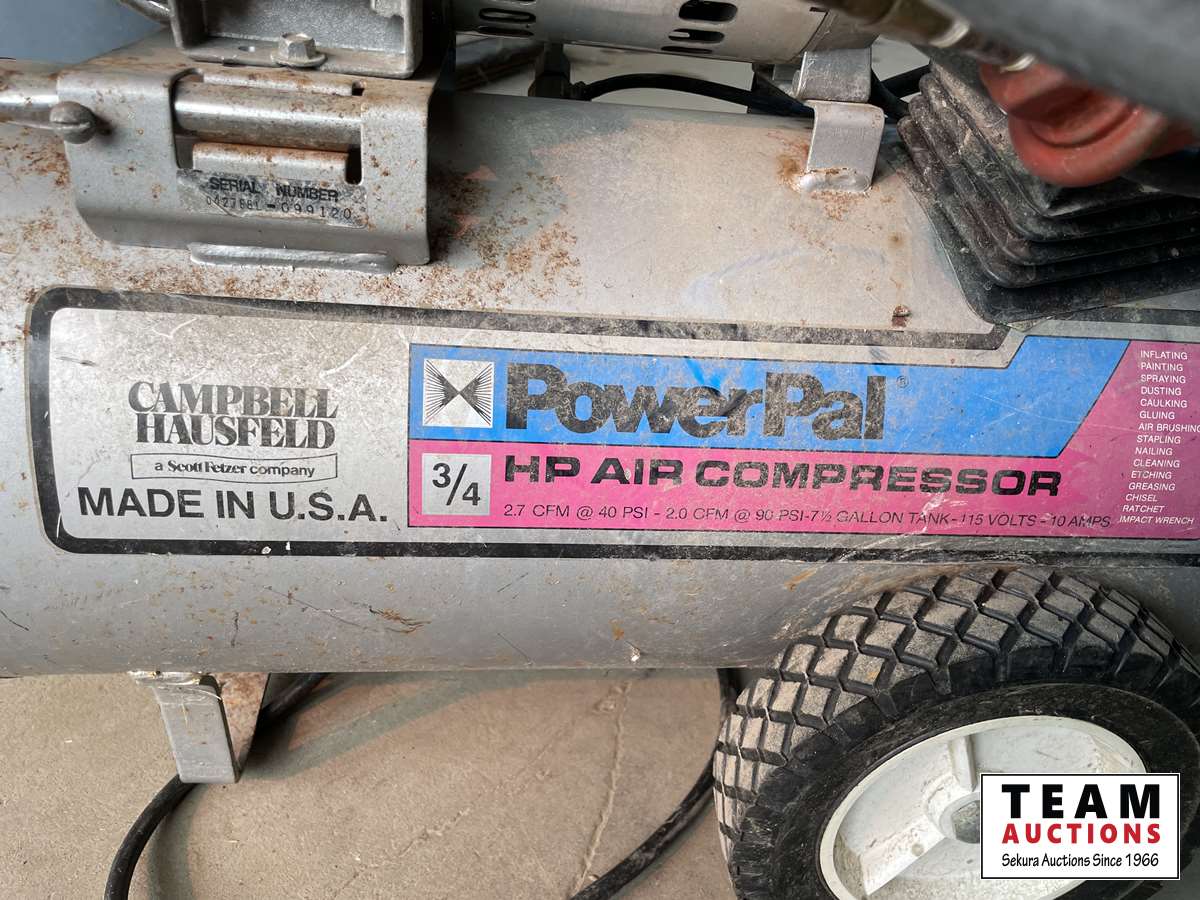 SERIAL NUMBER
CAMPBELL
HAUSFELD
a Scott Fetzer company
MADE IN U.S.A.
PowerPal®
3/4
HP AIR COMPRESSOR
2.7 CFM @ 40 PSI - 2.0 CFM @ 90 PSI-7½ GALLON TANK - 115 VOLTS - 10 AMPS
INFLATING
PAINTING
SPRAYING
DUSTING
CAULKING
GLUING
AIR BRUSHING
STAPLING
NAILING
CLEANING
ETCHING
GREASING
CHISEL
RATCHET
IMPACT WRENCH
TEAM
AUCTIONS
Sekura Auctions Since 1966